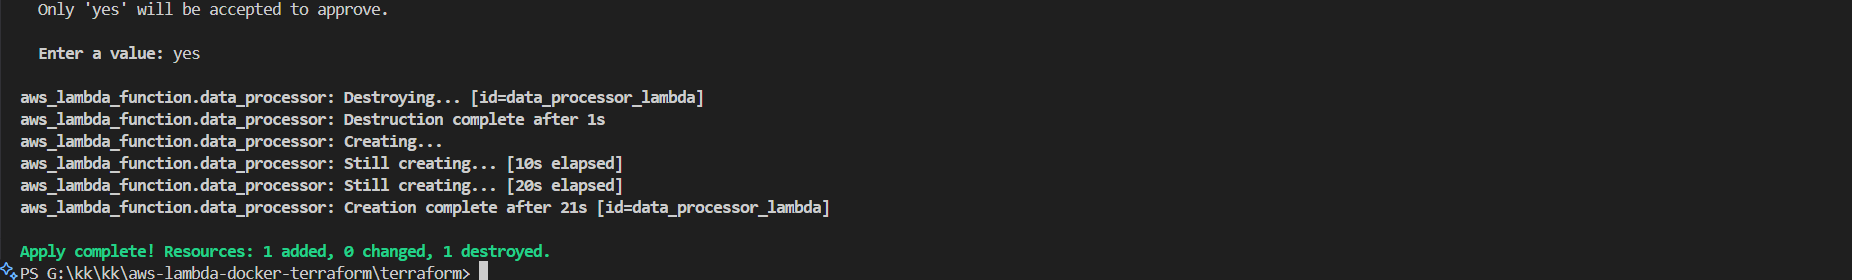 Only 'yes' will be accepted to approve.
Enter a value: yes
aws_lambda_function.data_processor: Destroying... [id=data_processor_lambda]
aws_lambda_function.data_processor: Destruction complete after 1s
aws_lambda_function.data_processor: Creating...
aws_lambda_function.data_processor: Still creating... [10s elapsed]
aws_lambda_function.data_processor: Still creating... [20s elapsed]
aws_lambda_function.data_processor: Creation complete after 21s [id=data_processor_lambda]
Apply complete! Resources: 1 added, 0 changed, 1 destroyed.
PS G:\kk\kk\aws-lambda-docker-terraform\terraform>